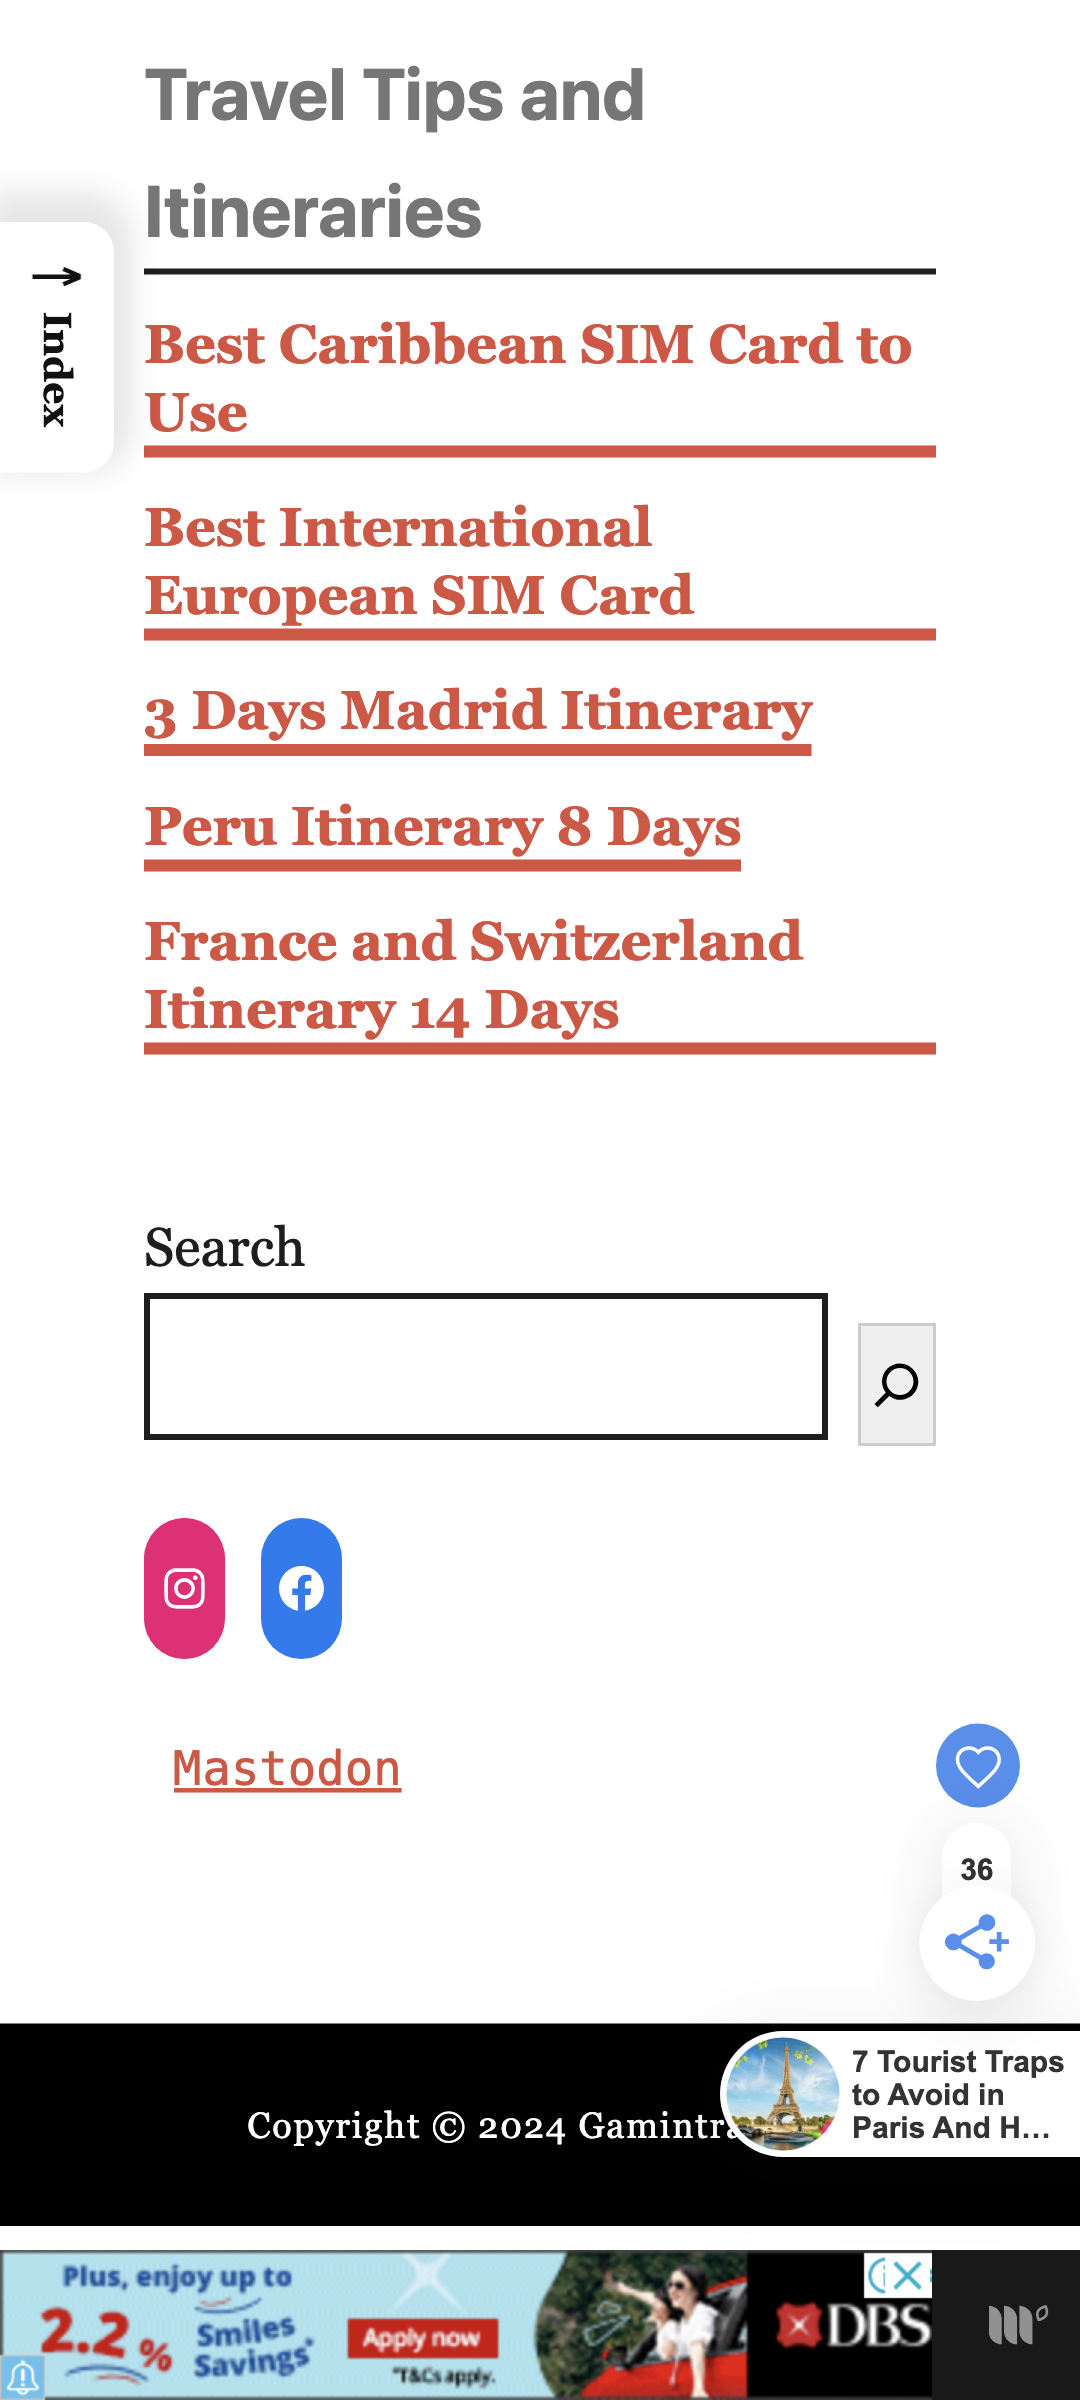 Travel Tips and
Itineraries
→ Index
Best Caribbean SIM Card to
Use
Best International
European SIM Card
3 Days Madrid Itinerary
Peru Itinerary 8 Days
France and Switzerland
Itinerary 14 Days
Search
Mastodon
36
7 Tourist Traps
to Avoid in
Paris And H...
Copyright © 2024 Gamintra
Plus, enjoy up to
2.2 % Smiles
Savings*
Apply now
*T&Cs apply.
DBS